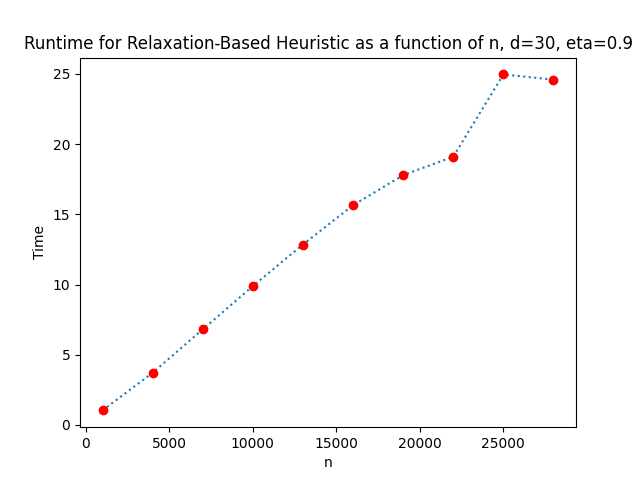 Runtime for Relaxation-Based Heuristic as a function of n, d=30, eta=0.9
25
20
15
10
5
0
Time
0 5000 10000 15000 20000 25000
n